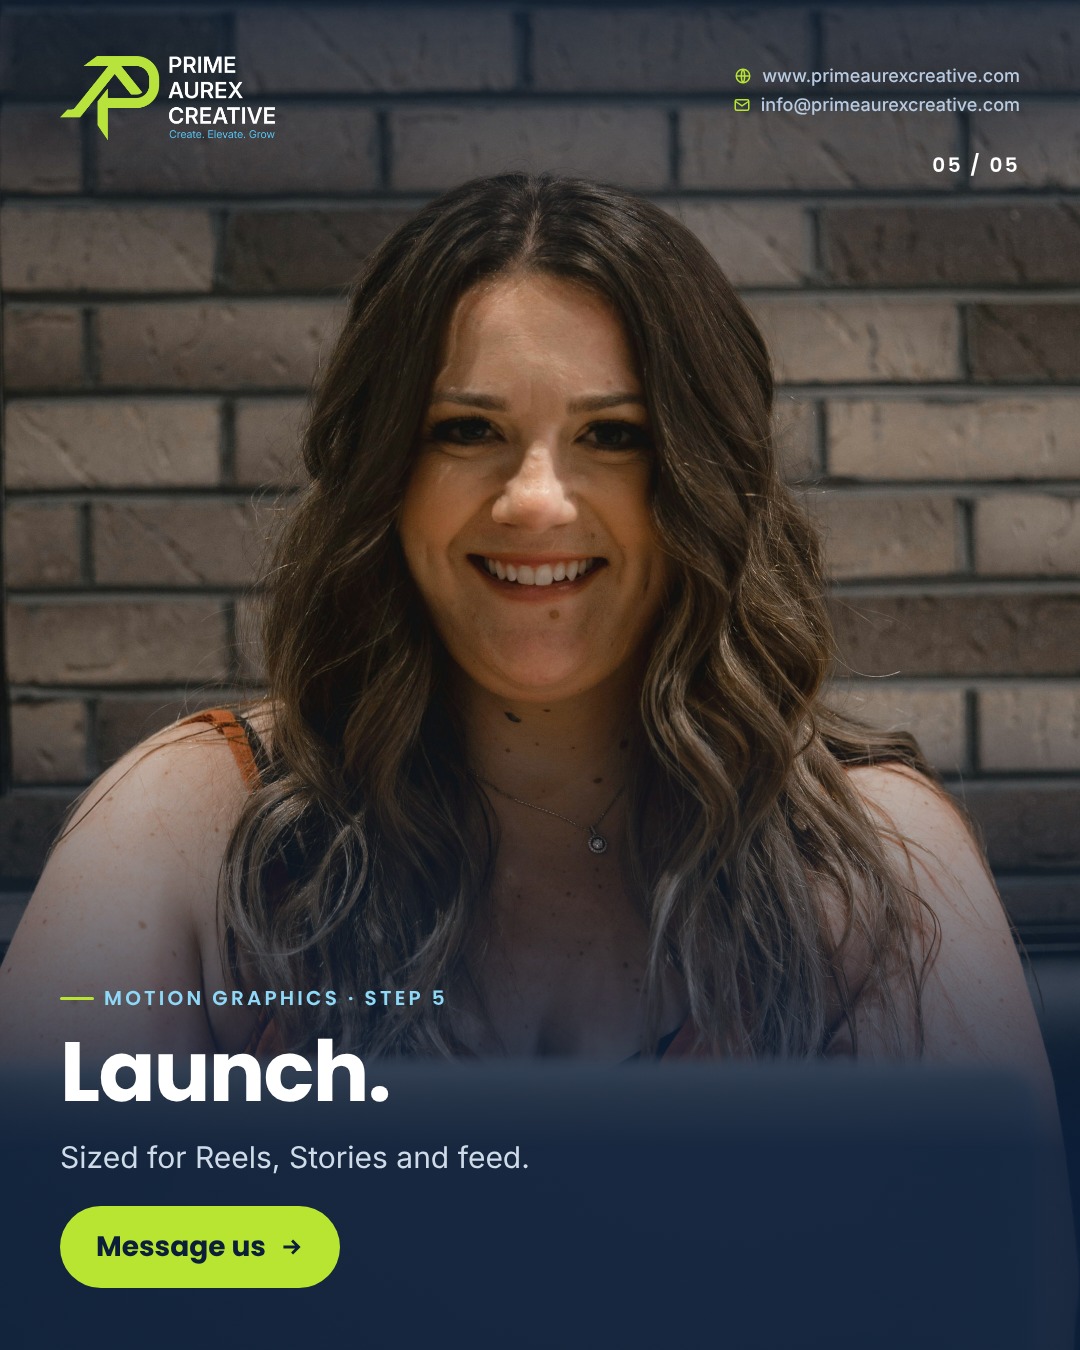 PRIME
AUREX
CREATIVE
Create. Elevate. Grow
www.primeaurexcreative.com
info@primeaurexcreative.com
05 / 05
MOTION GRAPHICS · STEP 5
Launch.
Sized for Reels, Stories and feed.
Message us →